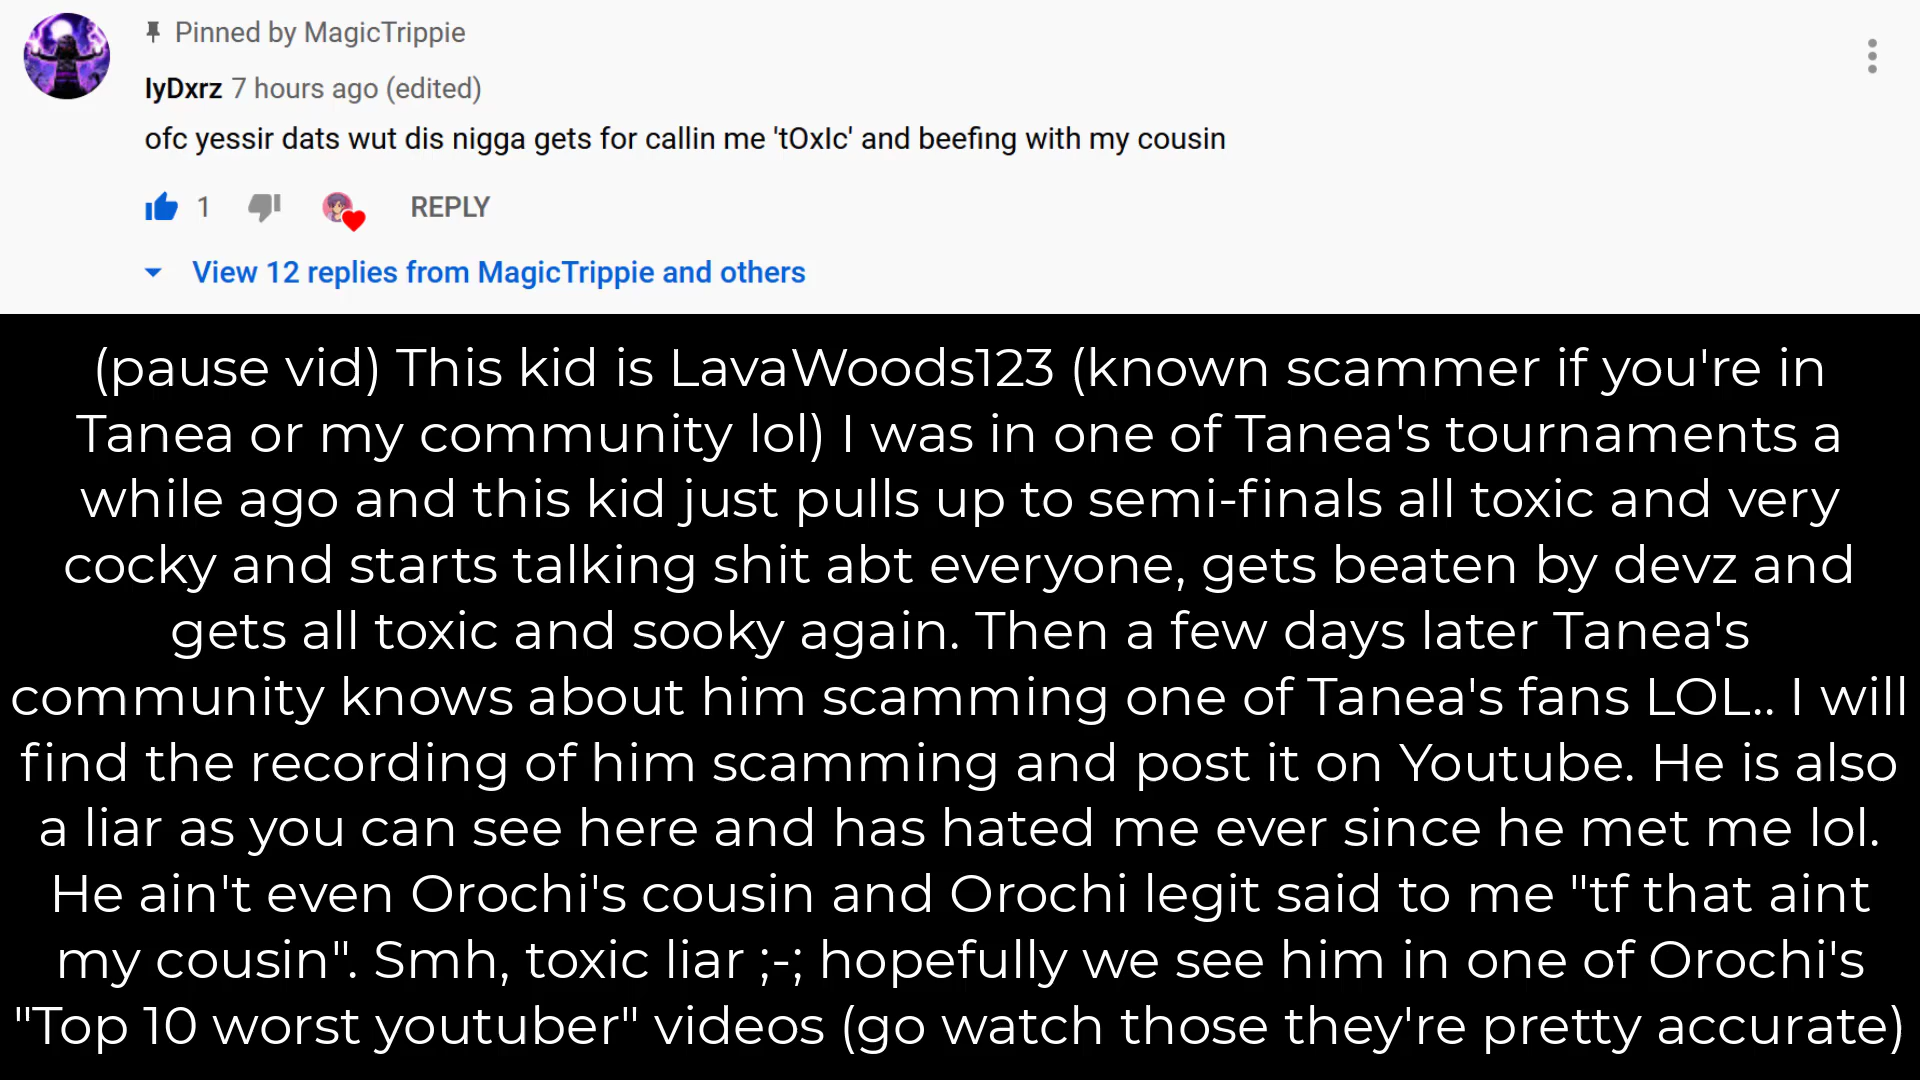 Pinned by MagicTrippie
lyDxrz 7 hours ago (edited)
ofc yessir dats wut dis nigga gets for callin me 'tOxIc' and beefing with my cousin
1 REPLY
View 12 replies from MagicTrippie and others
(pause vid) This kid is LavaWoods123 (known scammer if you're in
Tanea or my community lol) I was in one of Tanea's tournaments a
while ago and this kid just pulls up to semi-finals all toxic and very
cocky and starts talking shit abt everyone, gets beaten by devz and
gets all toxic and sooky again. Then a few days later Tanea's
community knows about him scamming one of Tanea's fans LOL.. I will
find the recording of him scamming and post it on Youtube. He is also
a liar as you can see here and has hated me ever since he met me lol.
He ain't even Orochi's cousin and Orochi legit said to me "tf that aint
my cousin". Smh, toxic liar ;-; hopefully we see him in one of Orochi's
"Top 10 worst youtuber" videos (go watch those they're pretty accurate)